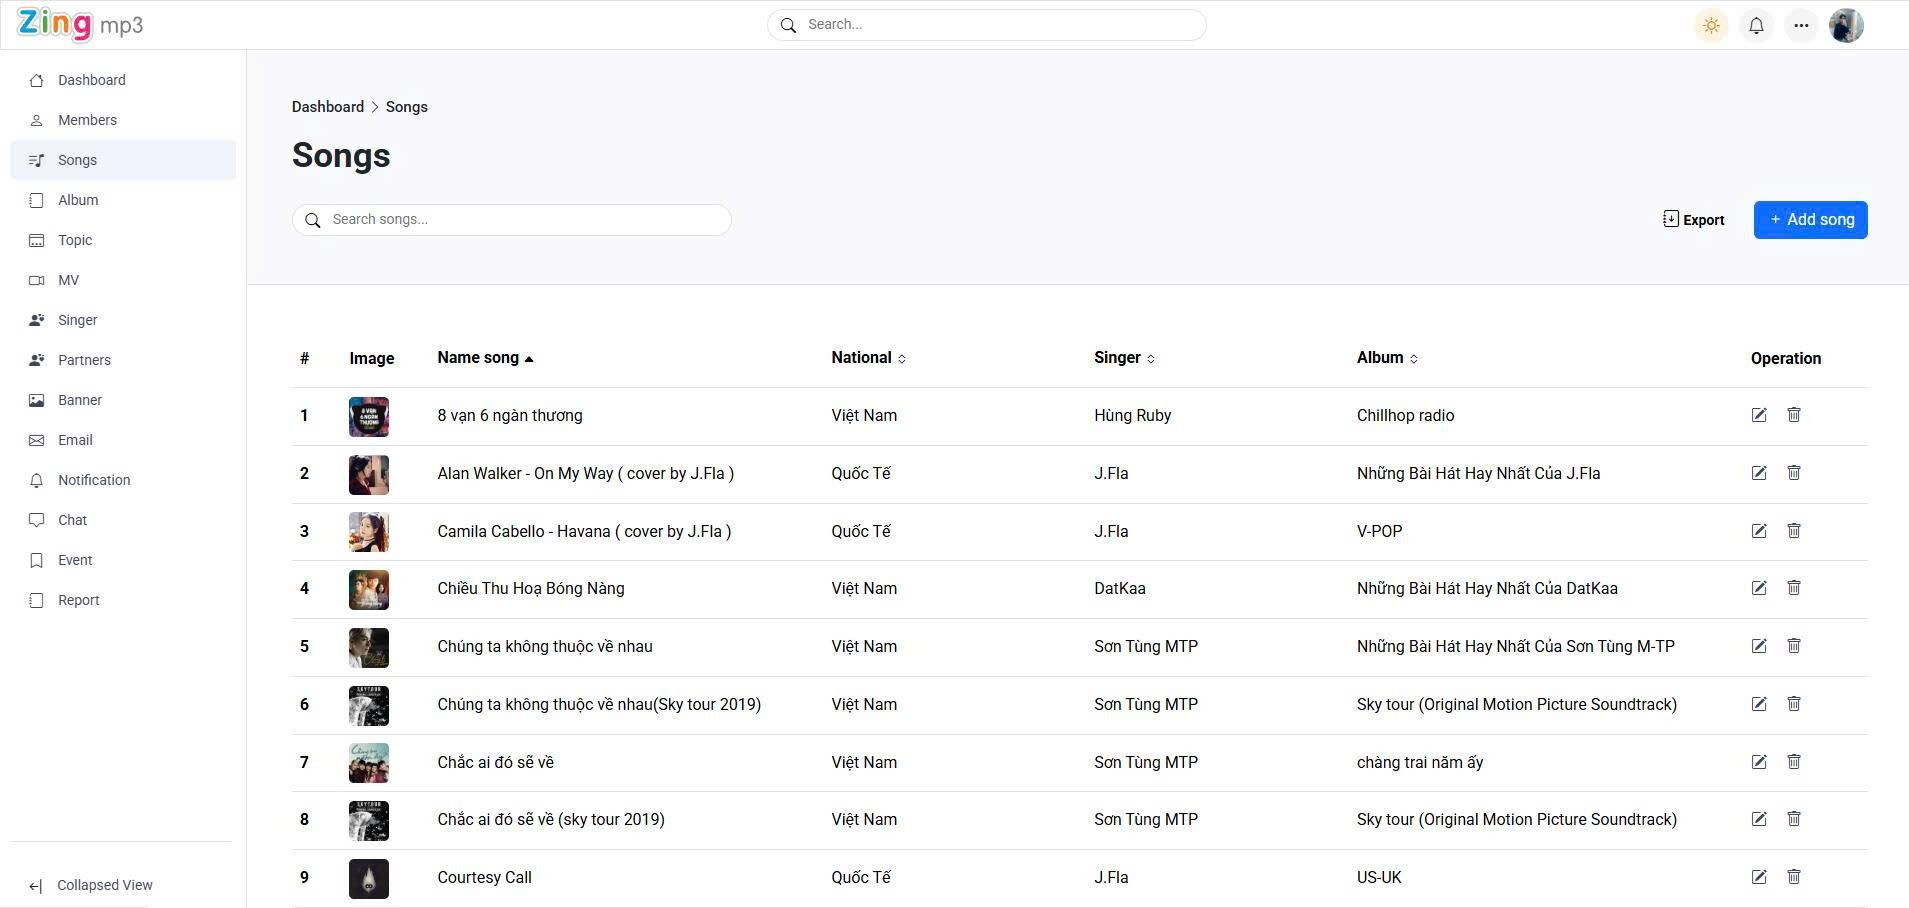 Zing mp3
Search...
Dashboard
Members
Songs
Album
Topic
MV
Singer
Partners
Banner
Email
Notification
Chat
Event
Report
Collapsed View
Dashboard > Songs
Songs
Search songs...
Export
+ Add song
# Image Name song National Singer Album Operation
1 8 VẠN 6 NGÀN THƯƠNG 8 vạn 6 ngàn thương Việt Nam Hùng Ruby Chillhop radio
2 Alan Walker - On My Way ( cover by J.Fla ) Quốc Tế J.Fla Những Bài Hát Hay Nhất Của J.Fla
3 Camila Cabello - Havana ( cover by J.Fla ) Quốc Tế J.Fla V-POP
4 Chiều Thu Hoạ Bóng Nàng Việt Nam DatKaa Những Bài Hát Hay Nhất Của DatKaa
5 Chúng ta không thuộc về nhau Việt Nam Sơn Tùng MTP Những Bài Hát Hay Nhất Của Sơn Tùng M-TP
6 SKY TOUR Chúng ta không thuộc về nhau(Sky tour 2019) Việt Nam Sơn Tùng MTP Sky tour (Original Motion Picture Soundtrack)
7 Chắc ai đó sẽ về Việt Nam Sơn Tùng MTP chàng trai năm ấy
8 SKY TOUR Chắc ai đó sẽ về (sky tour 2019) Việt Nam Sơn Tùng MTP Sky tour (Original Motion Picture Soundtrack)
9 Courtesy Call Quốc Tế J.Fla US-UK